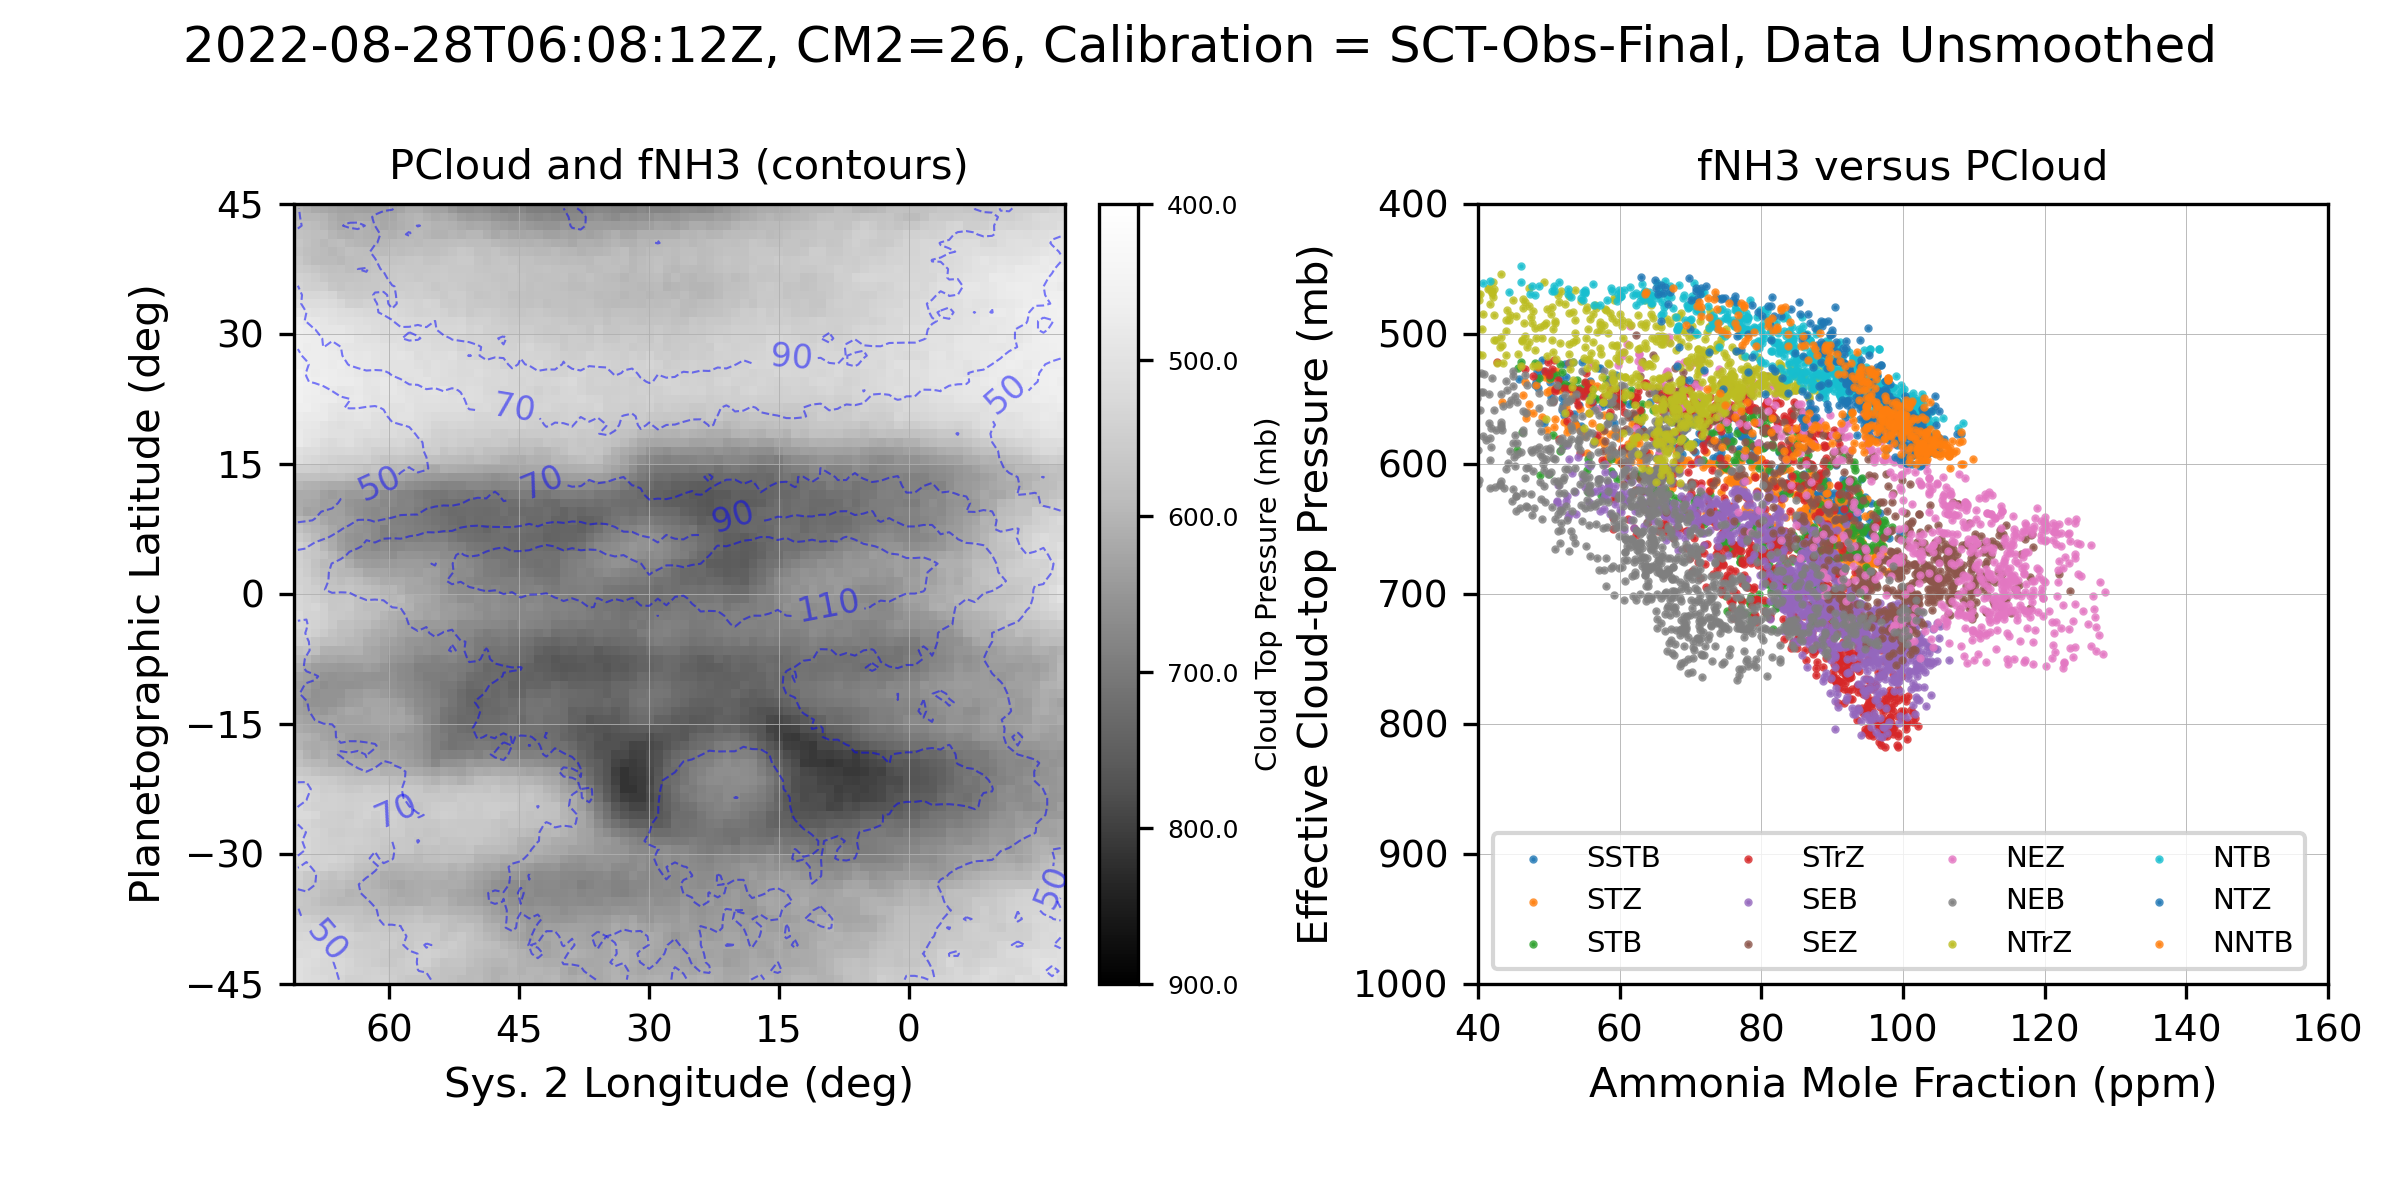 2022-08-28T06:08:12Z, CM2=26, Calibration = SCT-Obs-Final, Data Unsmoothed
PCloud and fNH3 (contours)
Planetographic Latitude (deg)
45
30
15
0
−15
−30
−45
60
45
30
15
0
Sys. 2 Longitude (deg)
90
70
50
50
70
90
110
70
50
50
400.0
500.0
600.0
700.0
800.0
900.0
Cloud Top Pressure (mb)
fNH3 versus PCloud
Effective Cloud-top Pressure (mb)
400
500
600
700
800
900
1000
40
60
80
100
120
140
160
Ammonia Mole Fraction (ppm)
SSTB
STZ
STB
STrZ
SEB
SEZ
NEZ
NEB
NTrZ
NTB
NTZ
NNTB